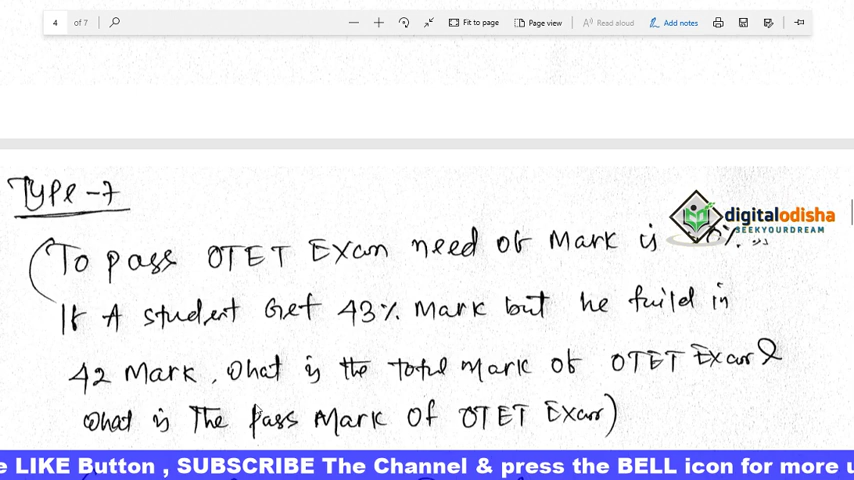 4 of 7 Fit to page Page view Read aloud Add notes
Type-7
digitalodisha
SEEKYOURDREAM
(To pass OTET Exam need of Mark is %.
If A student Get 43% Mark but he faild in
42 Mark, What is the total Mark of OTET Exam &
What is The Pass Mark Of OTET Exam)
e LIKE Button , SUBSCRIBE The Channel & press the BELL icon for more u